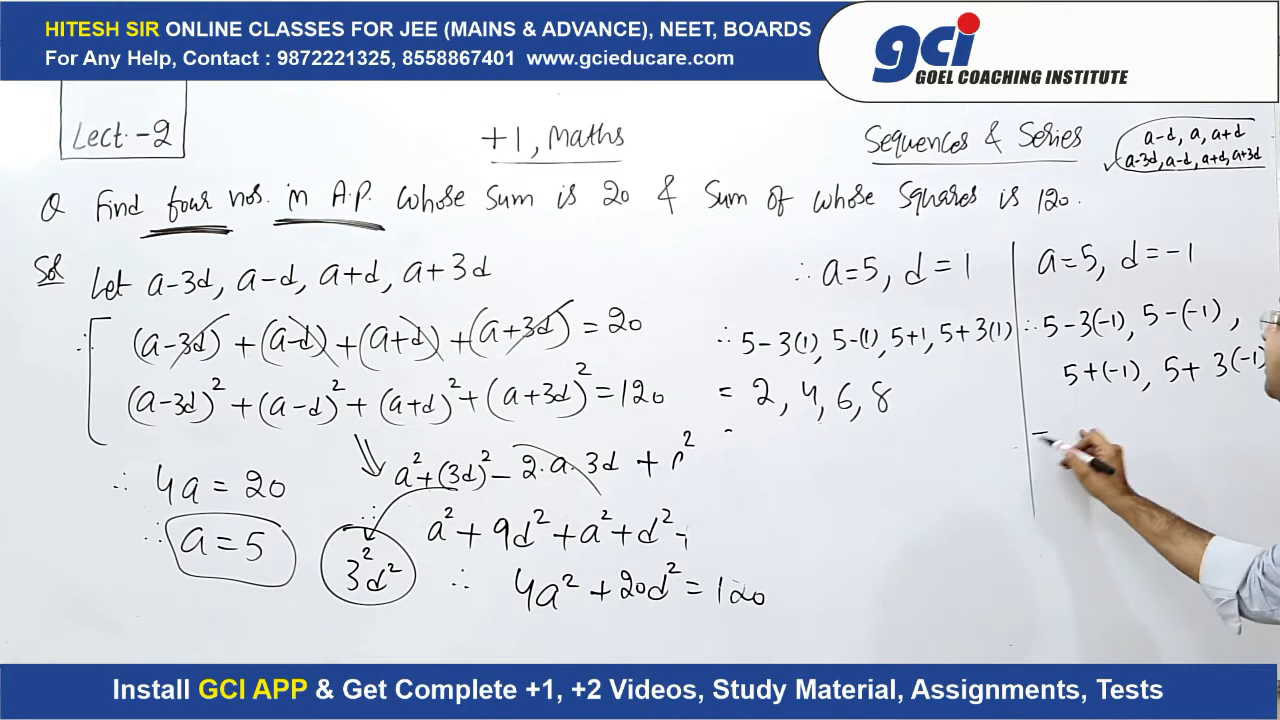 HITESH SIR ONLINE CLASSES FOR JEE (MAINS & ADVANCE), NEET, BOARDS
For Any Help, Contact : 9872221325, 8558867401 www.gcieducare.com
gci
GOEL COACHING INSTITUTE
Lect. -2
+1, Maths
Sequences & Series
a-d, a, a+d
a-3d, a-d, a+d, a+3d
Q Find four nos. in A.P. whose Sum is 20 & Sum of whose Squares is 120.
Sol Let a-3d, a-d, a+d, a+3d
∴ (a-3d) + (a-d) + (a+d) + (a+3d) = 20
(a-3d)² + (a-d)² + (a+d)² + (a+3d)² = 120
a² + (3d)² - 2.a.3d +
∴ 4a = 20
∴ a = 5
3²d²
∴ a² + 9d² + a² + d² +
∴ 4a² + 20d² = 120
∴ a=5, d=1
∴ 5-3(1), 5-(1), 5+1, 5+3(1)
= 2, 4, 6, 8
a=5, d=-1
∴ 5-3(-1), 5-(-1),
5+(-1), 5+3(-1)
Install GCI APP & Get Complete +1, +2 Videos, Study Material, Assignments, Tests